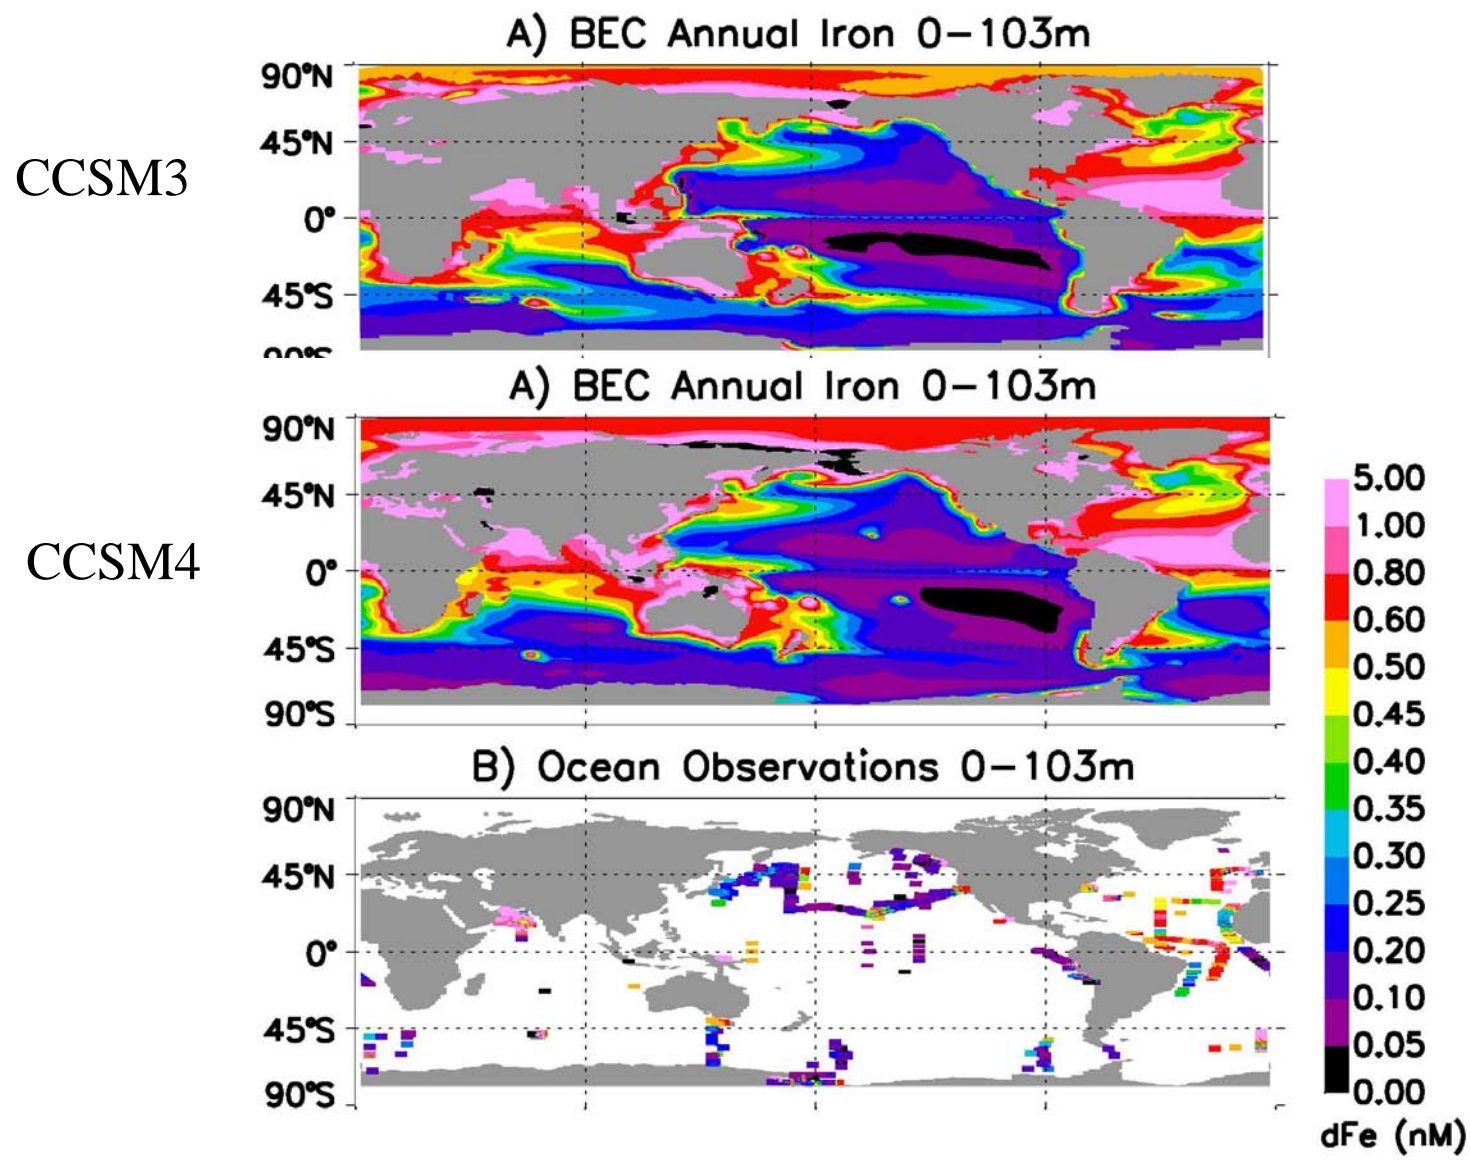 A) BEC Annual Iron 0-103m
CCSM3
90°N
45°N
0°
45°S
90°S
A) BEC Annual Iron 0-103m
CCSM4
90°N
45°N
0°
45°S
90°S
B) Ocean Observations 0-103m
90°N
45°N
0°
45°S
90°S
5.00
1.00
0.80
0.60
0.50
0.45
0.40
0.35
0.30
0.25
0.20
0.10
0.05
0.00
dFe (nM)